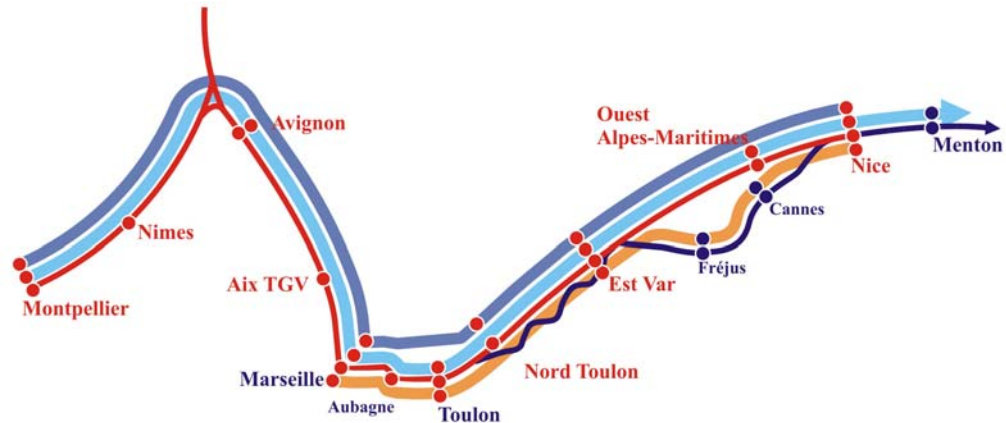 Avignon
Ouest
Alpes-Maritimes
Menton
Nice
Nimes
Cannes
Aix TGV
Fréjus
Est Var
Montpellier
Nord Toulon
Marseille
Aubagne
Toulon